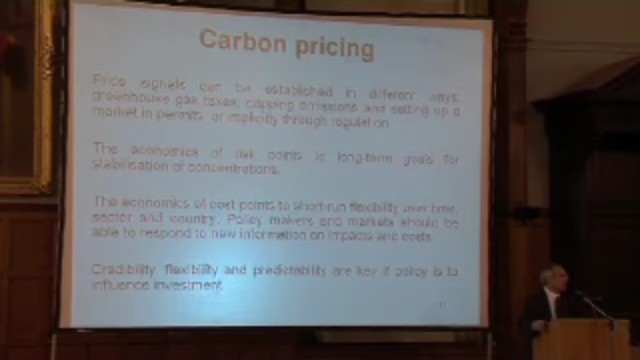 Carbon pricing
Price signals can be established in different ways:
greenhouse gas taxes; capping emissions and setting up a
market in permits; or implicitly through regulation
The economics of risk points to long-term goals for
stabilisation of concentrations.
The economics of cost points to short-run flexibility over time,
sector and country. Policy makers and markets should be
able to respond to new information on impacts and costs
Credibility, flexibility and predictability are key if policy is to
influence investment